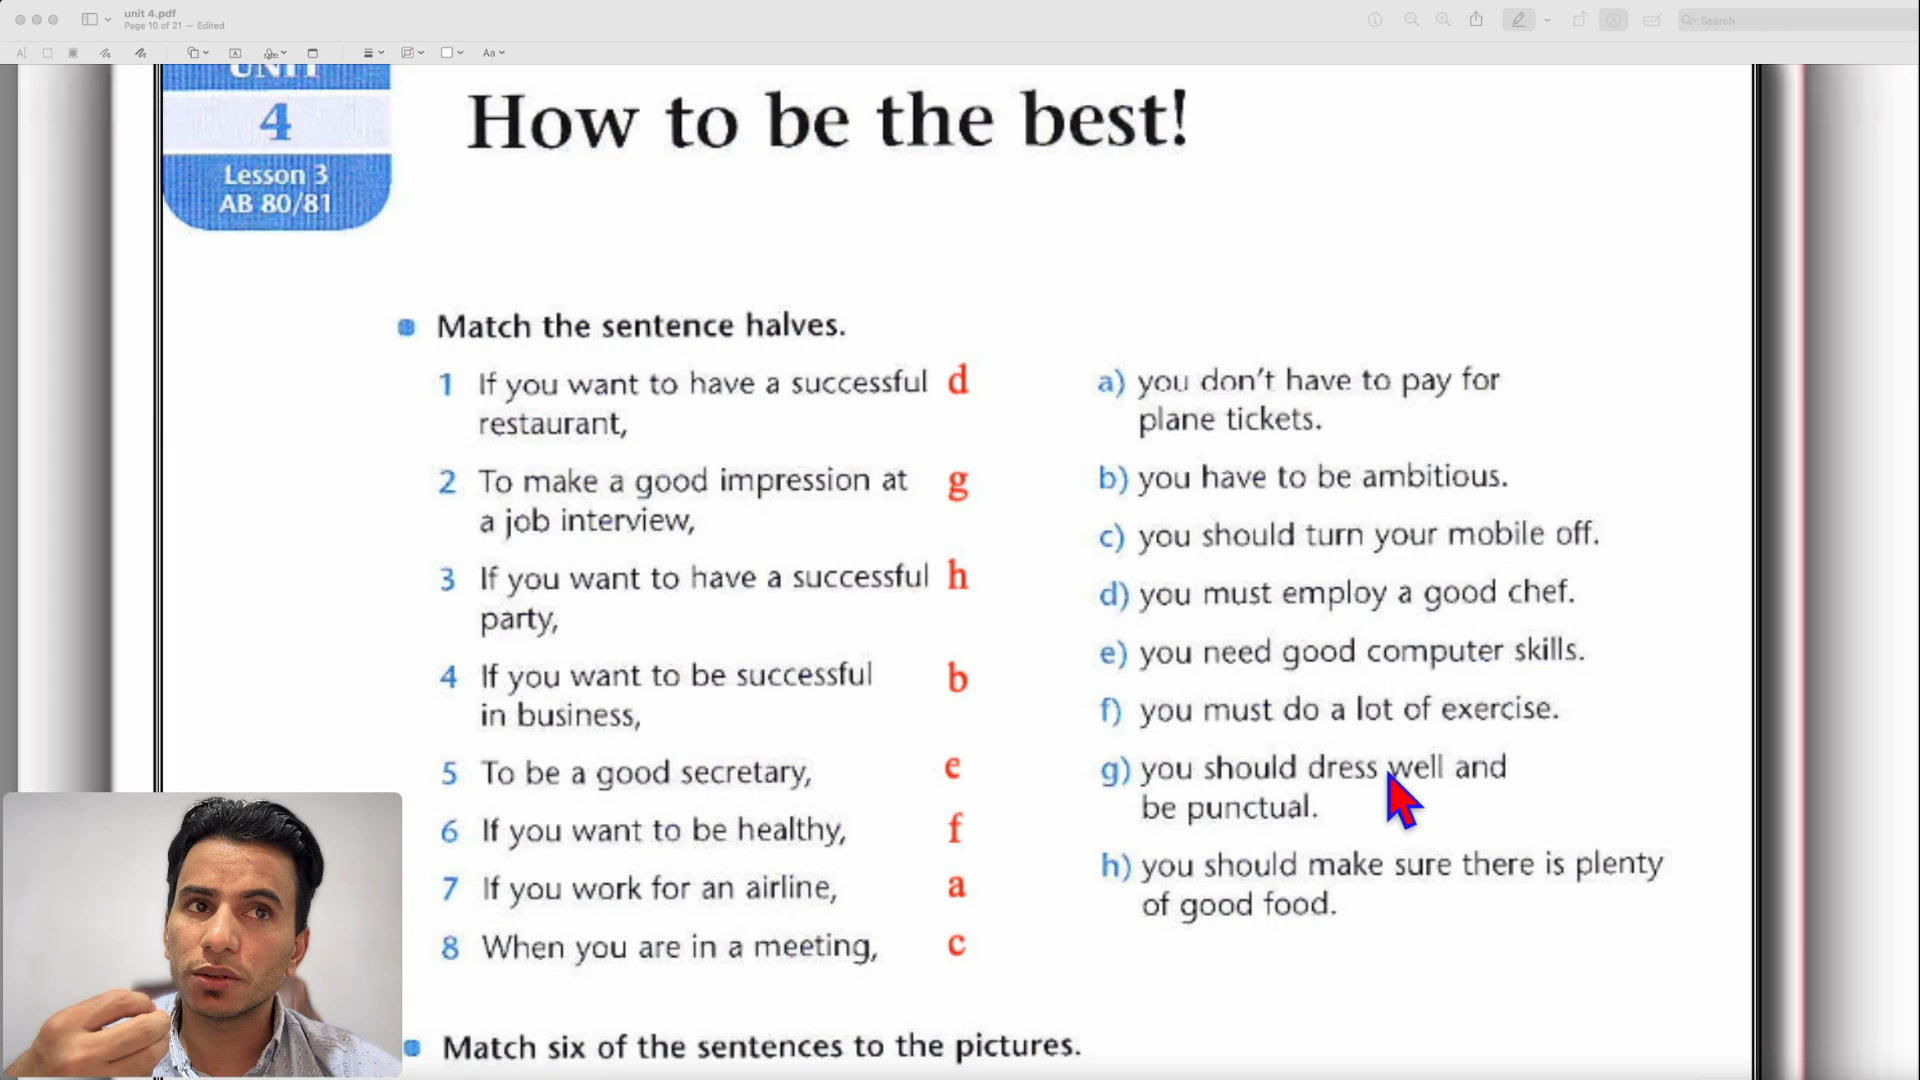 unit 4.pdf
Page 10 of 21 — Edited
Search
Aa
UNIT
4
Lesson 3
AB 80/81
How to be the best!
Match the sentence halves.
1 If you want to have a successful d
restaurant,
2 To make a good impression at g
a job interview,
3 If you want to have a successful h
party,
4 If you want to be successful b
in business,
5 To be a good secretary, e
6 If you want to be healthy, f
7 If you work for an airline, a
8 When you are in a meeting, c
a) you don't have to pay for
plane tickets.
b) you have to be ambitious.
c) you should turn your mobile off.
d) you must employ a good chef.
e) you need good computer skills.
f) you must do a lot of exercise.
g) you should dress well and
be punctual.
h) you should make sure there is plenty
of good food.
Match six of the sentences to the pictures.